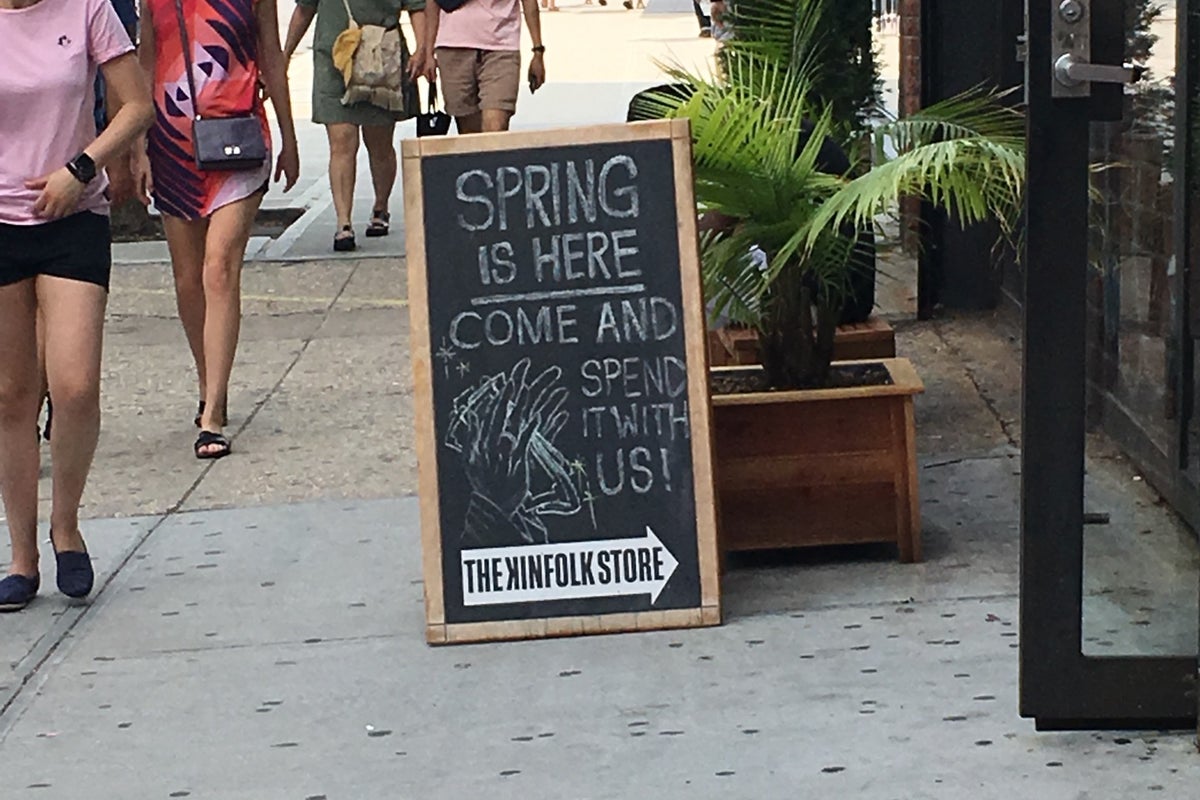 SPRING
IS HERE
COME AND
SPEND
IT WITH
US!
THE KINFOLK STORE